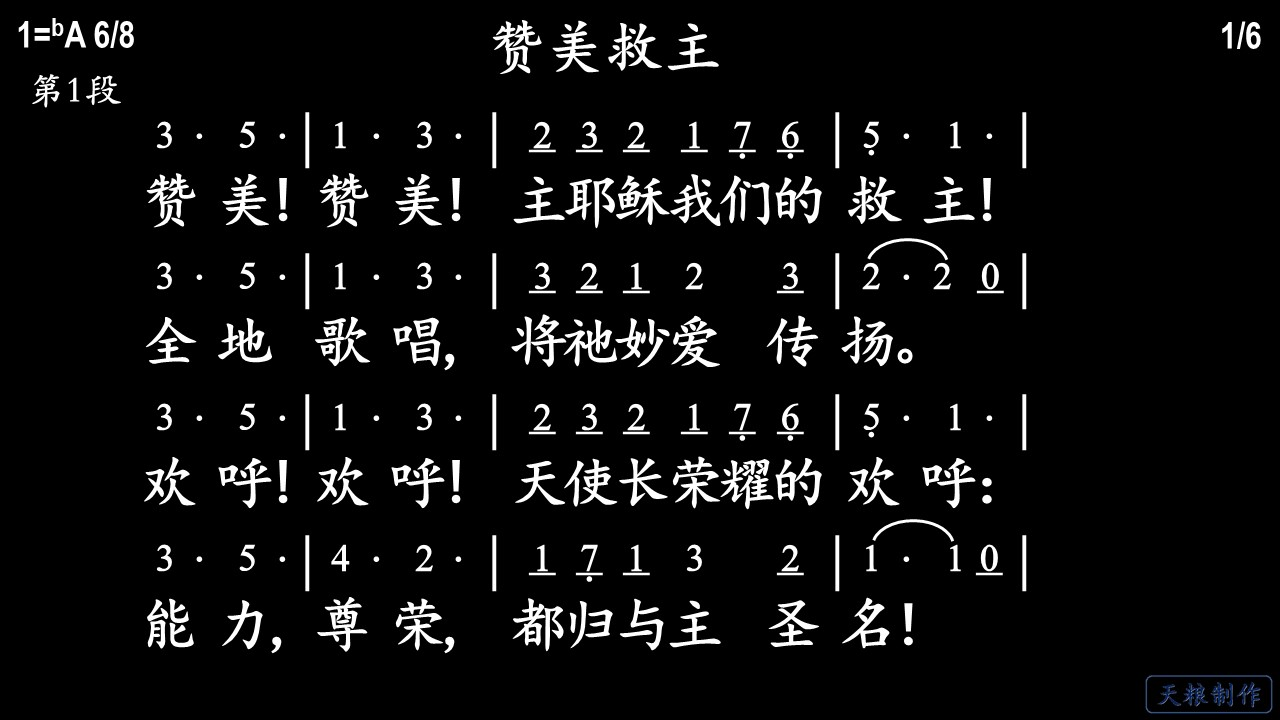 1=ᵇA 6/8
赞美救主
1/6
第1段
3 · 5 · | 1 · 3 · | 2 3 2 1 7̣ 6̣ | 5̣ · 1 · |
赞 美! 赞 美! 主耶稣我们的 救 主!
3 · 5 · | 1 · 3 · | 3 2 1 2 3 | 2 · 2 0 |
全 地 歌 唱, 将祂妙爱 传 扬。
3 · 5 · | 1 · 3 · | 2 3 2 1 7̣ 6̣ | 5̣ · 1 · |
欢 呼! 欢 呼! 天使长荣耀的 欢 呼:
3 · 5 · | 4 · 2 · | 1 7̣ 1 3 2 | 1 · 1 0 |
能 力, 尊 荣, 都归与主 圣 名!
天粮制作